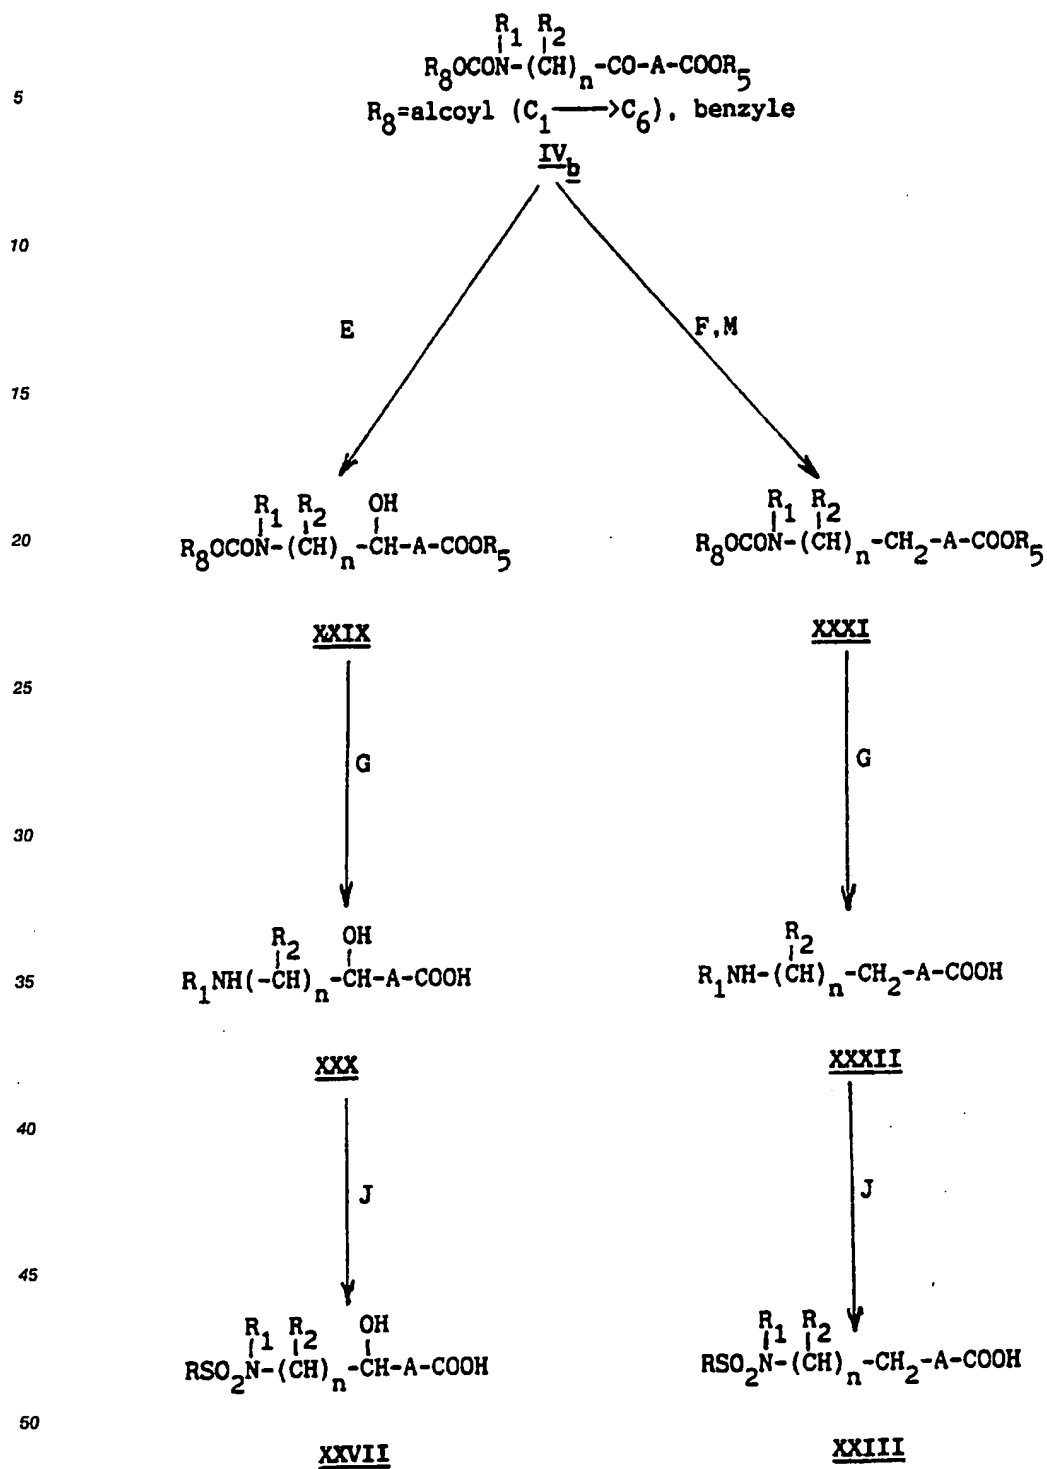 R1 R2
R8OCON-(CH)n-CO-A-COOR5
5
R8=alcoyl (C1⟶>C6), benzyle
IVb
10
E
F,M
15
R1 R2 OH
R1 R2
20
R8OCON-(CH)n-CH-A-COOR5
R8OCON-(CH)n-CH2-A-COOR5
XXIX
XXXI
25
G
G
30
R2 OH
R2
35
R1NH(-CH)n-CH-A-COOH
R1NH-(CH)n-CH2-A-COOH
XXX
XXXII
40
J
J
45
R1 R2 OH
R1 R2
RSO2N-(CH)n-CH-A-COOH
RSO2N-(CH)n-CH2-A-COOH
50
XXVII
XXIII